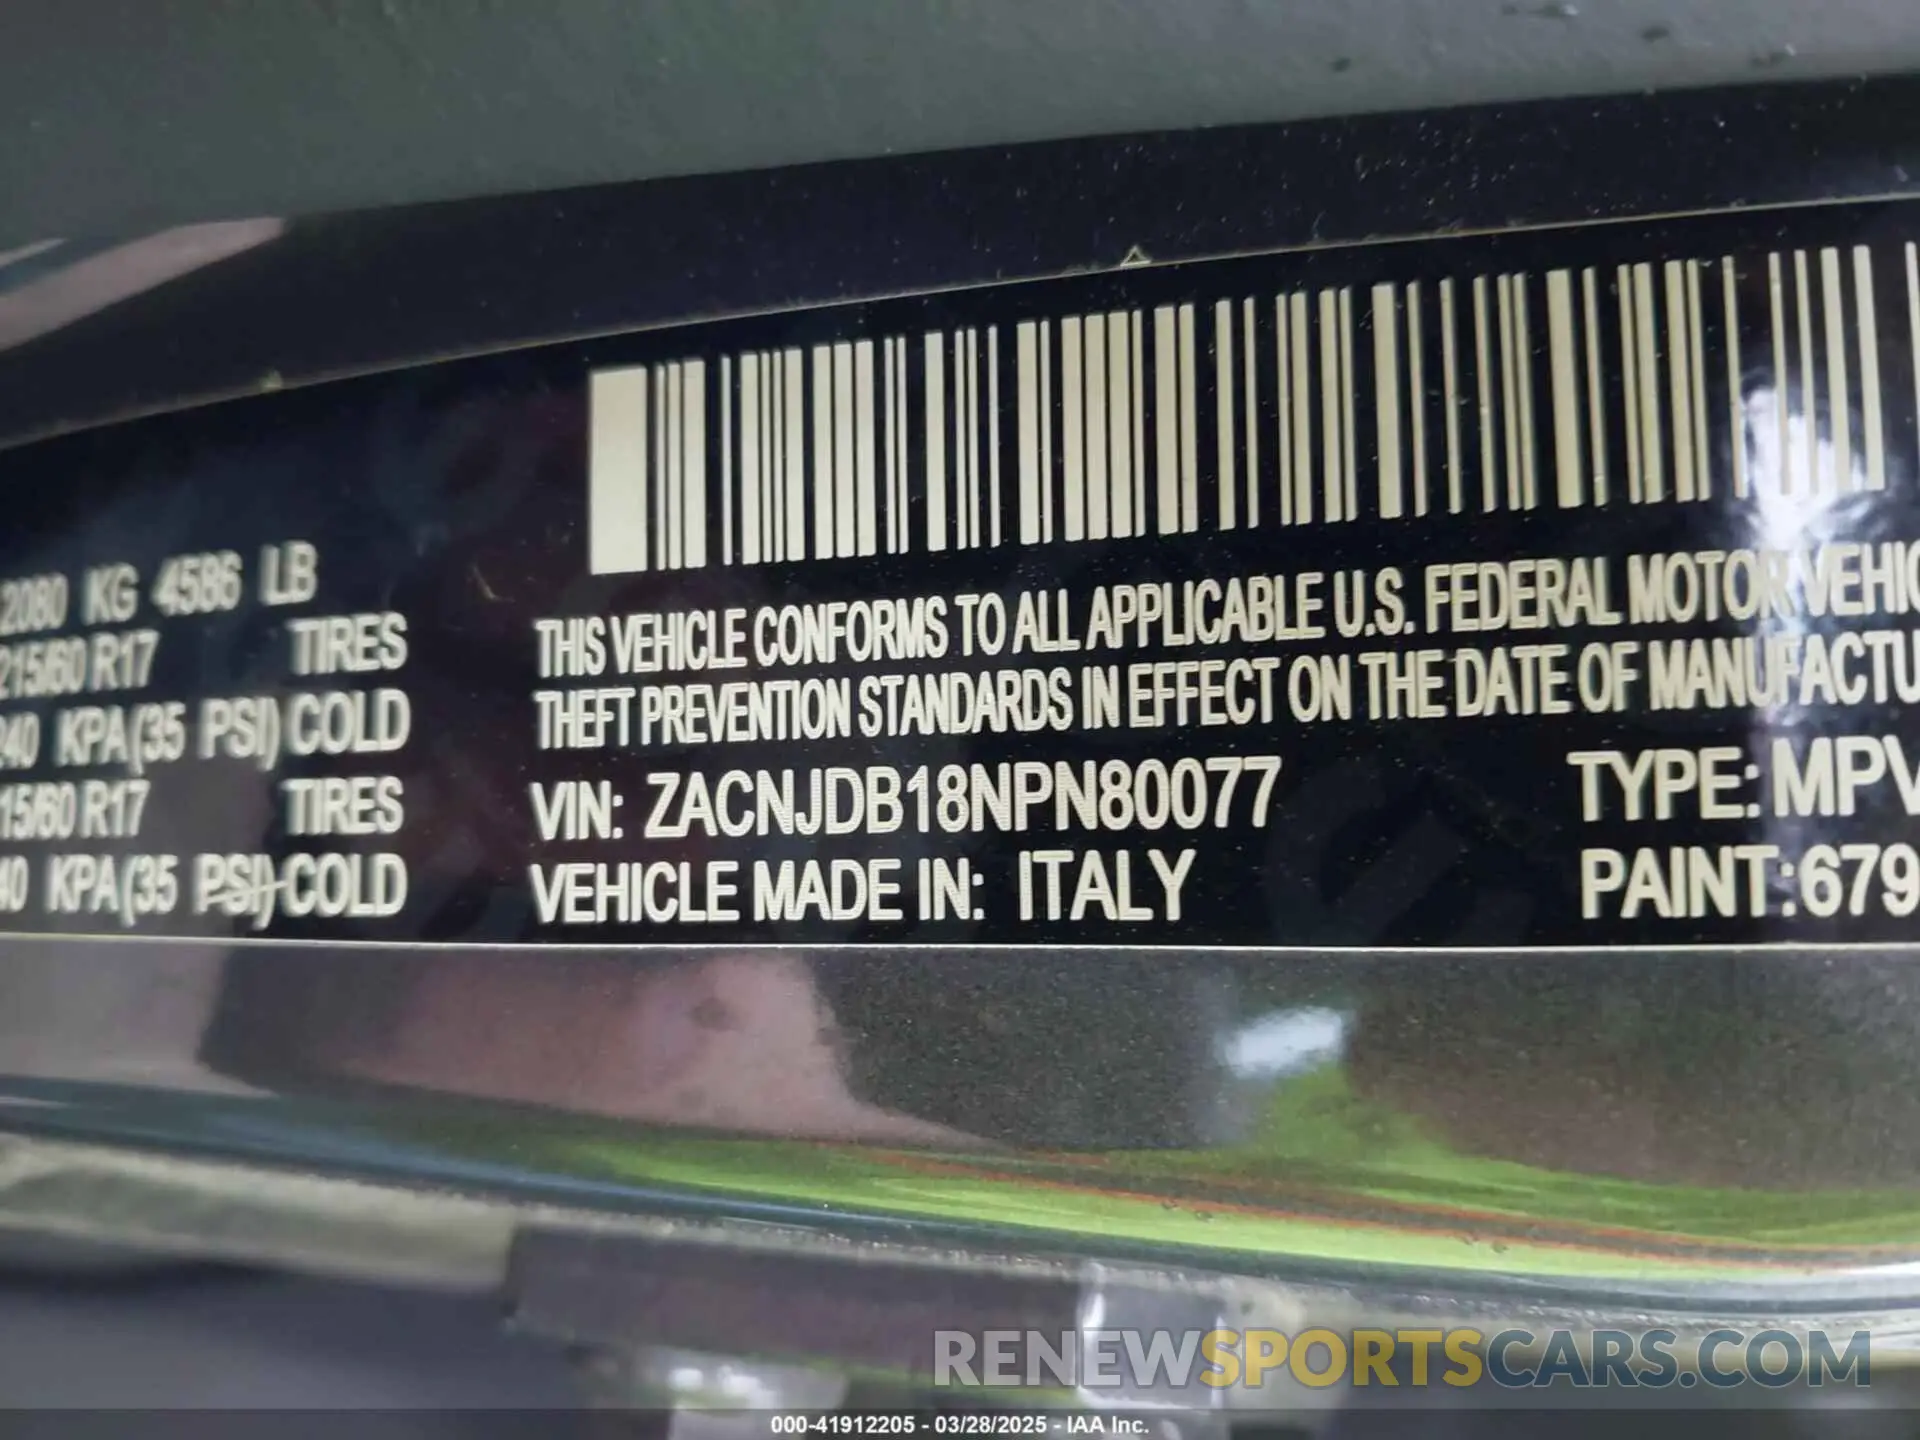 2080 KG 4586 LB
215/60 R17 TIRES
240 KPA(35 PSI) COLD
15/60 R17 TIRES
40 KPA(35 PSI) COLD
THIS VEHICLE CONFORMS TO ALL APPLICABLE U.S. FEDERAL MOTOR VEHIC
THEFT PREVENTION STANDARDS IN EFFECT ON THE DATE OF MANUFACTU
VIN: ZACNJDB18NPN80077 TYPE: MPV
VEHICLE MADE IN: ITALY PAINT:679
RENEWSPORTSCARS.COM
000-41912205 - 03/28/2025 - IAA Inc.